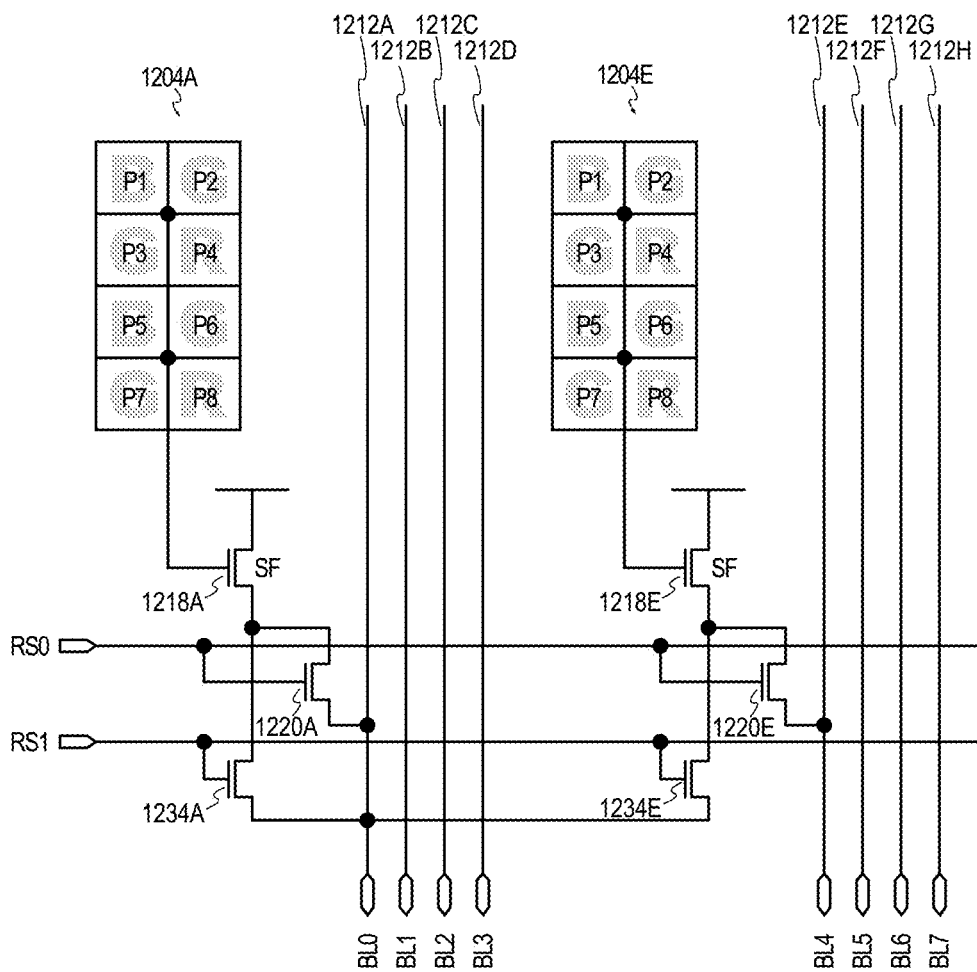 1212A 1212C 1212E 1212G
1212B 1212D 1212F 1212H
1204A 1204E
P1 P2 P1 P2
P3 P4 P3 P4
P5 P6 P5 P6
P7 P8 P7 P8
SF SF
1218A 1218E
RS0
1220A 1220E
RS1
1234A 1234E
BL0 BL1 BL2 BL3 BL4 BL5 BL6 BL7